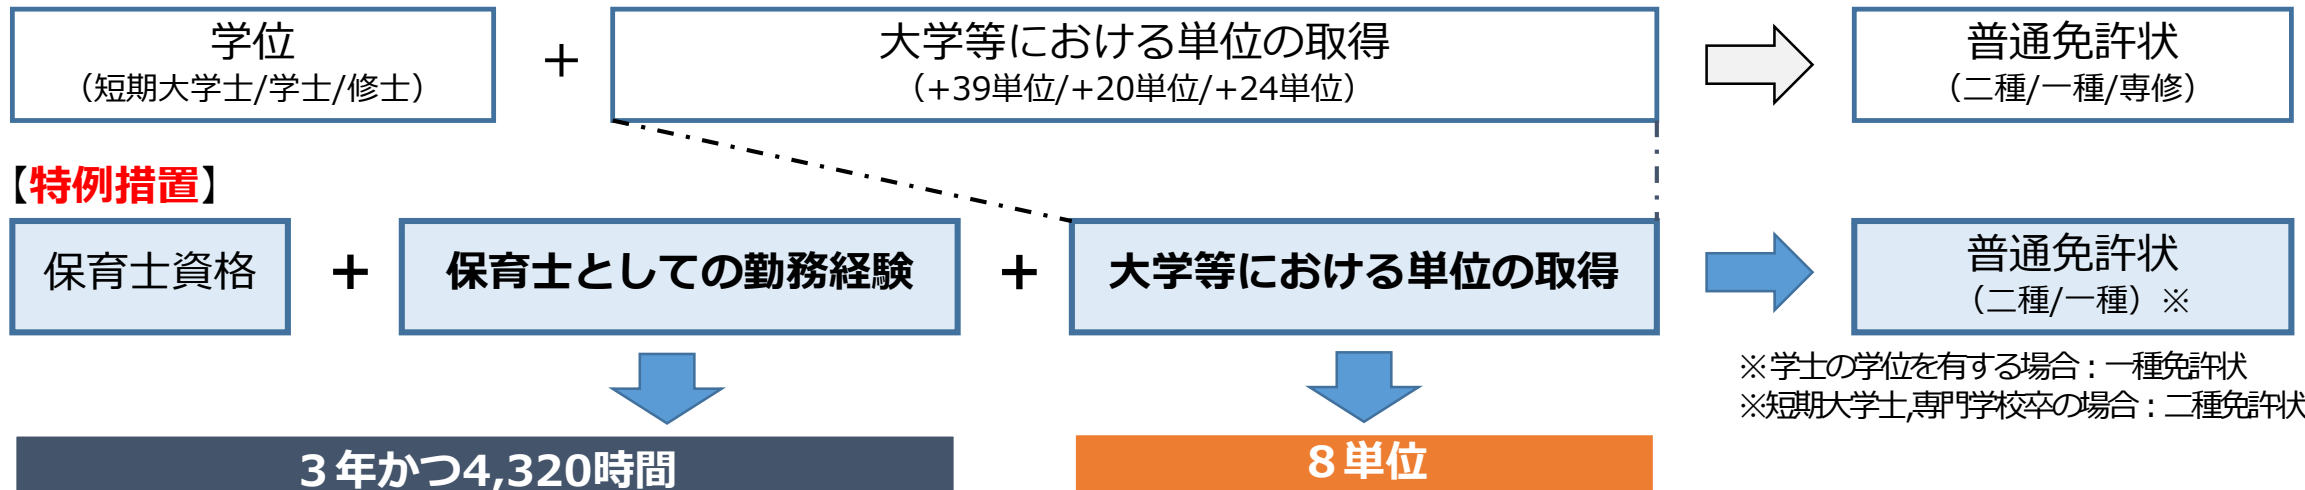 学位
（短期大学士/学士/修士）
＋
大学等における単位の取得
（+39単位/+20単位/+24単位）
普通免許状
（二種/一種/専修）
【特例措置】
保育士資格
＋
保育士としての勤務経験
＋
大学等における単位の取得
普通免許状
（二種/一種）※
※学士の学位を有する場合：一種免許状
※短期大学士,専門学校卒の場合：二種免許状
３年かつ4,320時間
８単位